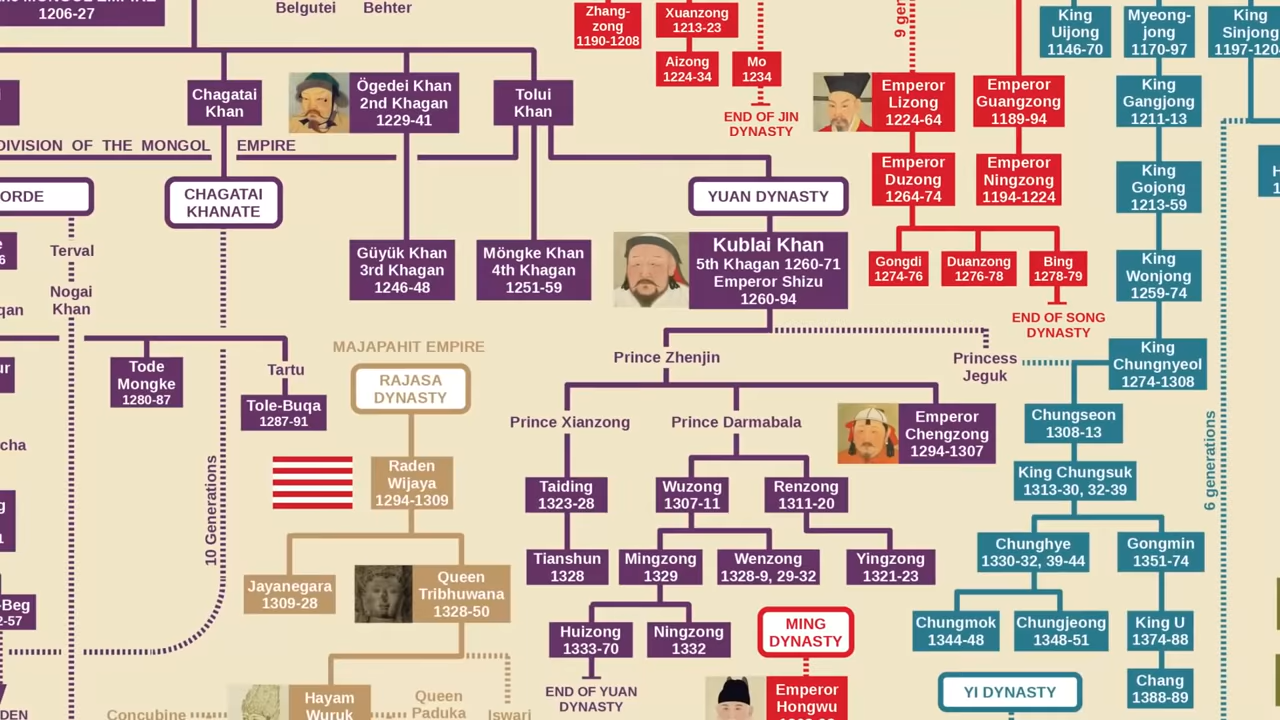 1206-27
Belgutei
Behter
Zhang-
zong
1190-1208
Xuanzong
1213-23
Aizong
1224-34
Mo
1234
END OF JIN
DYNASTY
9 gen
King
Uijong
1146-70
Myeong-
jong
1170-97
King
Sinjong
1197-120
Chagatai
Khan
Ögedei Khan
2nd Khagan
1229-41
Tolui
Khan
Emperor
Lizong
1224-64
Emperor
Guangzong
1189-94
King
Gangjong
1211-13
DIVISION OF THE MONGOL EMPIRE
ORDE
CHAGATAI
KHANATE
YUAN DYNASTY
Emperor
Duzong
1264-74
Emperor
Ningzong
1194-1224
King
Gojong
1213-59
Terval
Nogai
Khan
Güyük Khan
3rd Khagan
1246-48
Möngke Khan
4th Khagan
1251-59
Kublai Khan
5th Khagan 1260-71
Emperor Shizu
1260-94
Gongdi
1274-76
Duanzong
1276-78
Bing
1278-79
END OF SONG
DYNASTY
King
Wonjong
1259-74
Tode
Mongke
1280-87
Tartu
Tole-Buqa
1287-91
MAJAPAHIT EMPIRE
RAJASA
DYNASTY
Prince Zhenjin
Princess
Jeguk
King
Chungnyeol
1274-1308
Prince Xianzong
Prince Darmabala
Emperor
Chengzong
1294-1307
Chungseon
1308-13
10 Generations
6 generations
Raden
Wijaya
1294-1309
Taiding
1323-28
Wuzong
1307-11
Renzong
1311-20
King Chungsuk
1313-30, 32-39
Jayanegara
1309-28
Queen
Tribhuwana
1328-50
Tianshun
1328
Mingzong
1329
Wenzong
1328-9, 29-32
Yingzong
1321-23
Chunghye
1330-32, 39-44
Gongmin
1351-74
-Beg
2-57
Huizong
1333-70
Ningzong
1332
MING
DYNASTY
Chungmok
1344-48
Chungjeong
1348-51
King U
1374-88
END OF YUAN
DYNASTY
YI DYNASTY
Chang
1388-89
Concubine
Hayam
Wuruk
Queen
Paduka
Iswari
Emperor
Hongwu